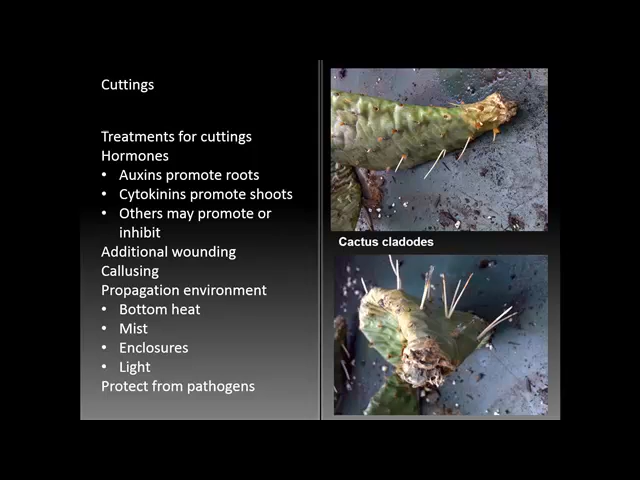 Cuttings
Treatments for cuttings
Hormones
• Auxins promote roots
• Cytokinins promote shoots
• Others may promote or
inhibit
Additional wounding
Callusing
Propagation environment
• Bottom heat
• Mist
• Enclosures
• Light
Protect from pathogens
Cactus cladodes